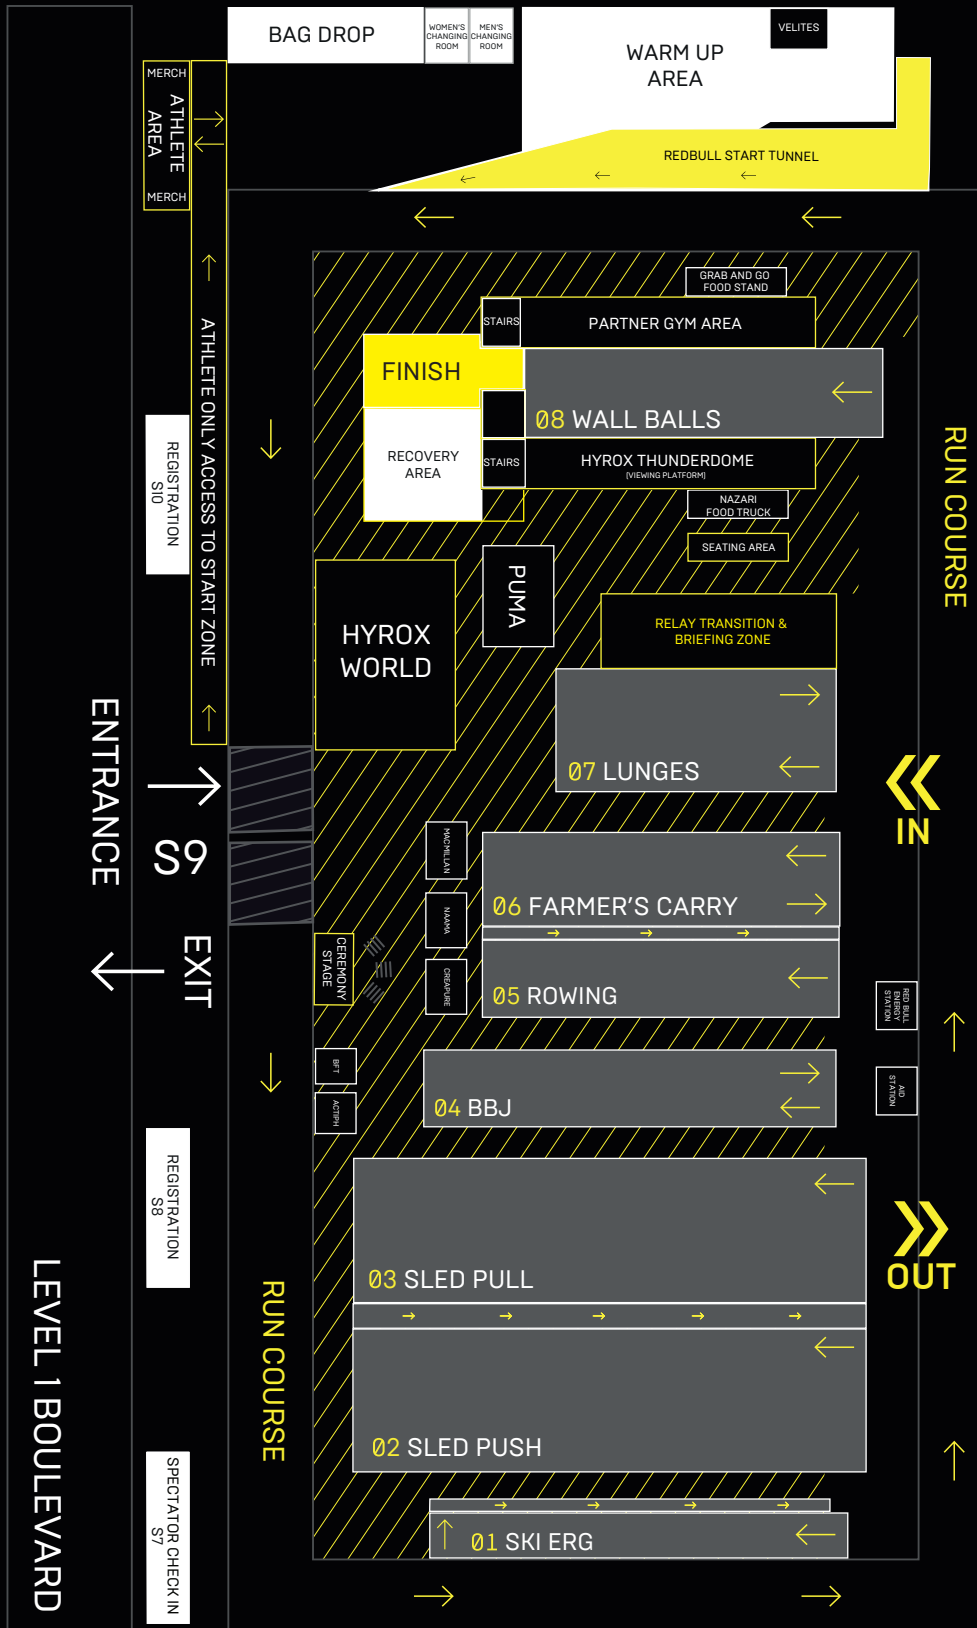 BAG DROP
WOMEN'S
CHANGING
ROOM
MEN'S
CHANGING
ROOM
WARM UP
AREA
VELITES
REDBULL START TUNNEL
MERCH
ATHLETE
AREA
MERCH
ATHLETE ONLY ACCESS TO START ZONE
GRAB AND GO
FOOD STAND
STAIRS
PARTNER GYM AREA
FINISH
08 WALL BALLS
RECOVERY
AREA
STAIRS
HYROX THUNDERDOME
(VIEWING PLATFORM)
NAZARI
FOOD TRUCK
SEATING AREA
REGISTRATION
S10
RUN COURSE
PUMA
HYROX
WORLD
RELAY TRANSITION &
BRIEFING ZONE
07 LUNGES
ENTRANCE
S9
EXIT
IN
MACMILLAN
NAAMA
CREAPURE
06 FARMER'S CARRY
05 ROWING
CEREMONY
STAGE
BFT
ACTIPH
04 BBJ
RED BULL
ENERGY
STATION
AID
STATION
REGISTRATION
S8
03 SLED PULL
OUT
RUN COURSE
02 SLED PUSH
LEVEL 1 BOULEVARD
SPECTATOR CHECK IN
S7
01 SKI ERG